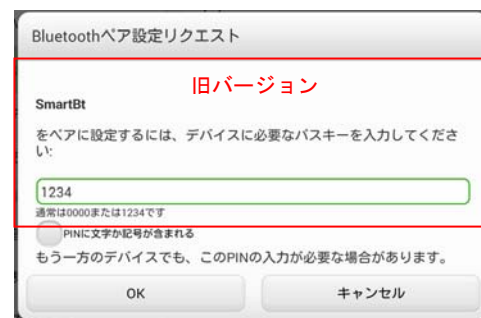 Bluetoothペア設定リクエスト
旧バージョン
SmartBt
をペアに設定するには、デバイスに必要なパスキーを入力してくださ
い:
1234
通常は0000または1234です
PINに文字か記号が含まれる
もう一方のデバイスでも、このPINの入力が必要な場合があります。
OK キャンセル